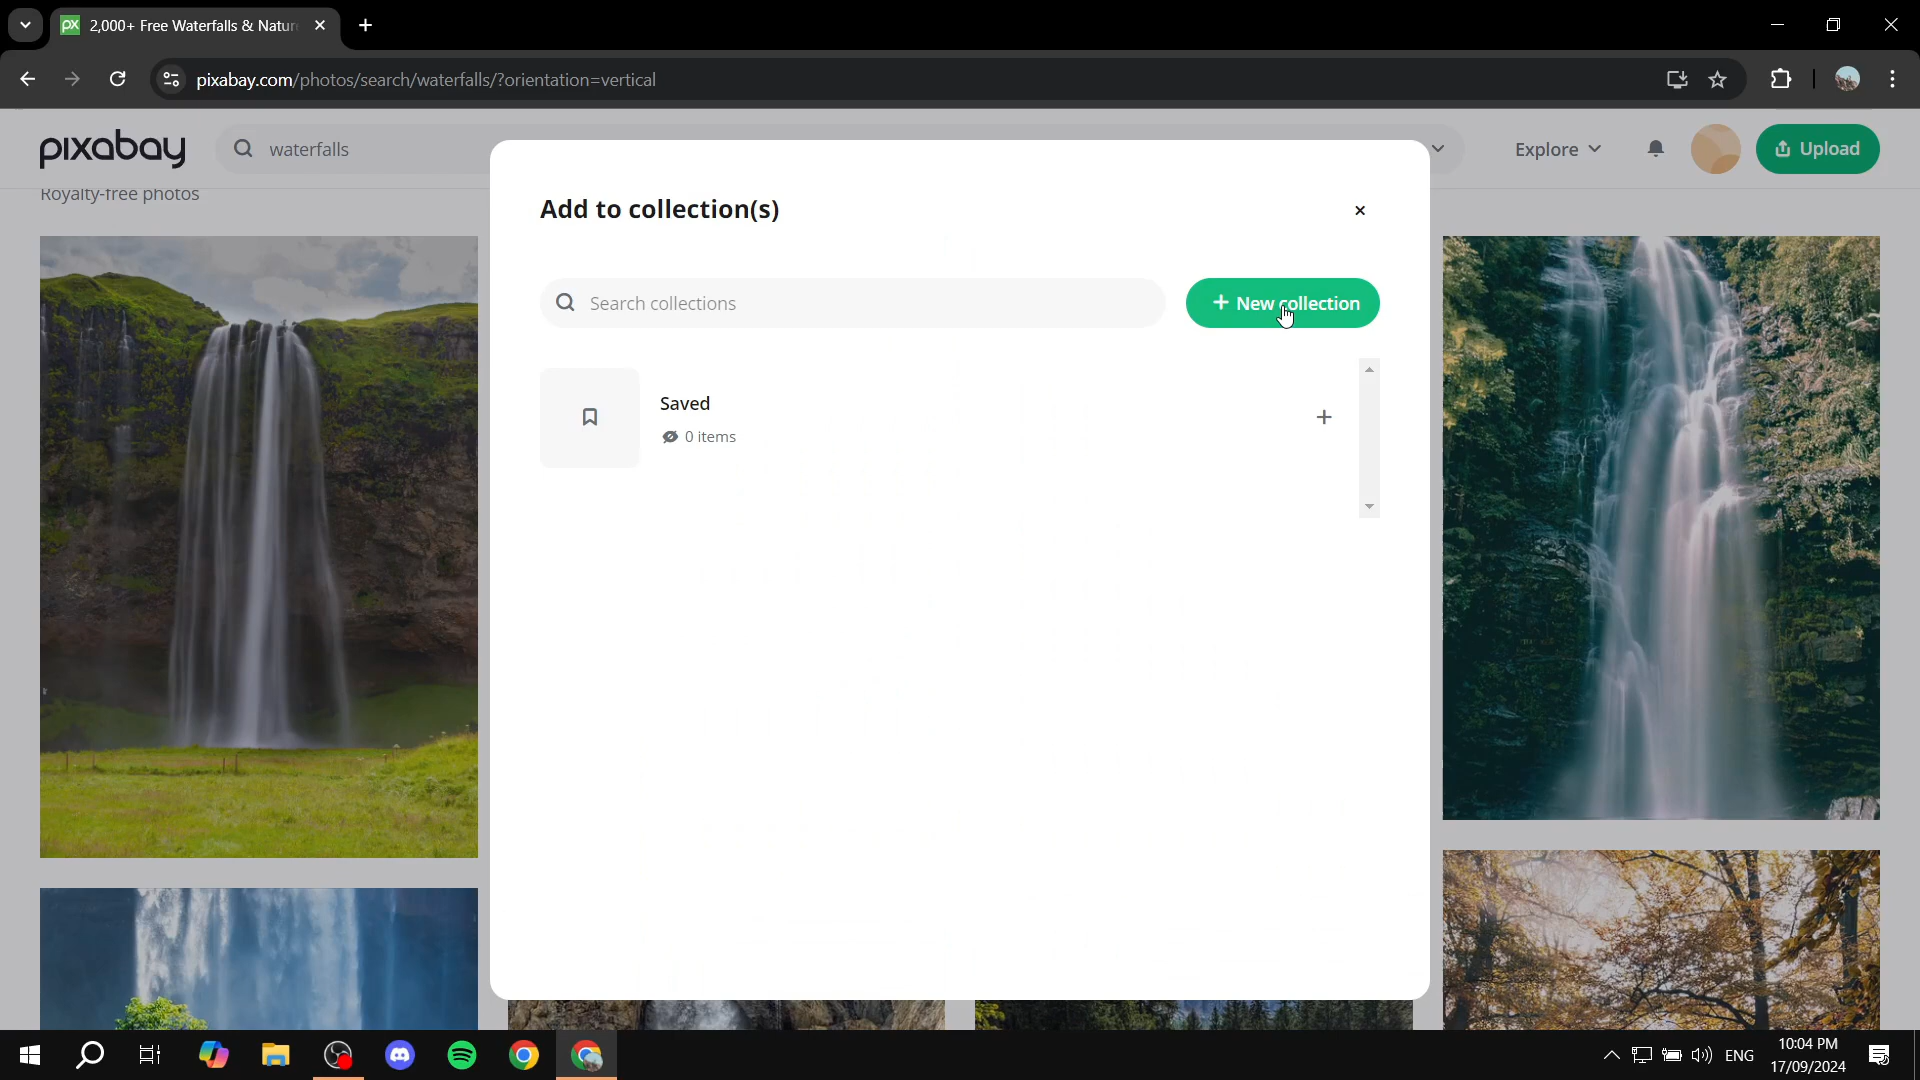 px 2,000+ Free Waterfalls & Natur
pixabay.com/photos/search/waterfalls/?orientation=vertical
pixabay
waterfalls
Explore
Upload
Royalty-free photos
Add to collection(s)
Search collections
+ New collection
Saved
0 items
ENG
10:04 PM
17/09/2024